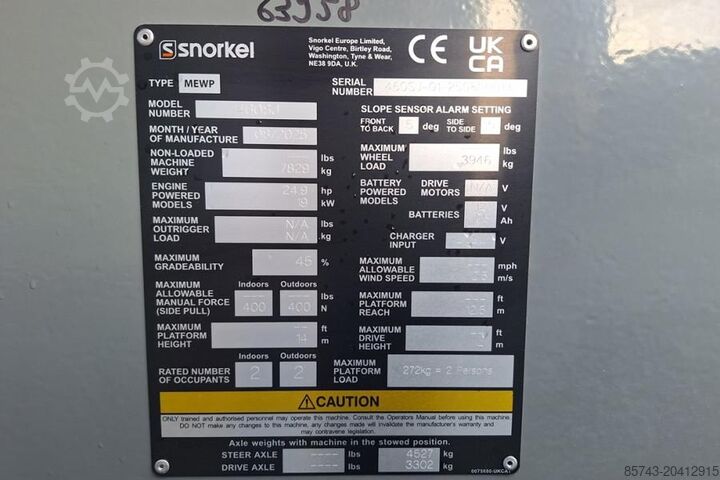 63958
snorkel
Snorkel Europe Limited,
Vigo Centre, Birtley Road,
Washington, Tyne & Wear,
NE38 9DA, U.K.
CE
UK
CA
TYPE MEWP
SERIAL
NUMBER
MODEL
NUMBER
MONTH / YEAR
OF MANUFACTURE
NON-LOADED --- lbs
MACHINE
WEIGHT 7829 kg
ENGINE 24.9 hp
POWERED
MODELS 19 kW
MAXIMUM N/A lbs
OUTRIGGER
LOAD N/A .kg
MAXIMUM
GRADEABILITY 45 %
Indoors Outdoors
MAXIMUM --- --- lbs
ALLOWABLE
MANUAL FORCE 400 400 N
(SIDE PULL)
MAXIMUM -- ft
PLATFORM
HEIGHT 14 m
Indoors Outdoors
RATED NUMBER
OF OCCUPANTS 2 2
SLOPE SENSOR ALARM SETTING
FRONT
TO BACK 5 deg
SIDE
TO SIDE deg
MAXIMUM lbs
WHEEL
LOAD 3946 kg
BATTERY
POWERED
MODELS
DRIVE
MOTORS N/A V
BATTERIES V
Ah
CHARGER
INPUT V
MAXIMUM --- mph
ALLOWABLE
WIND SPEED m/s
MAXIMUM --- ft
PLATFORM
REACH m
MAXIMUM -- ft
DRIVE
HEIGHT m
MAXIMUM
PLATFORM
LOAD 272kg = 2 Persons
CAUTION
ONLY trained and authorised personnel may operate this machine. Consult the Operators Manual before using this machine.
DO NOT make any changes to this machine, any changes made will invalidate the manufacturer's warranty and
may contravene legislation.
Axle weights with machine in the stowed position.
STEER AXLE ---- lbs 4527 kg
DRIVE AXLE ---- lbs 3302 kg
85743-20412915